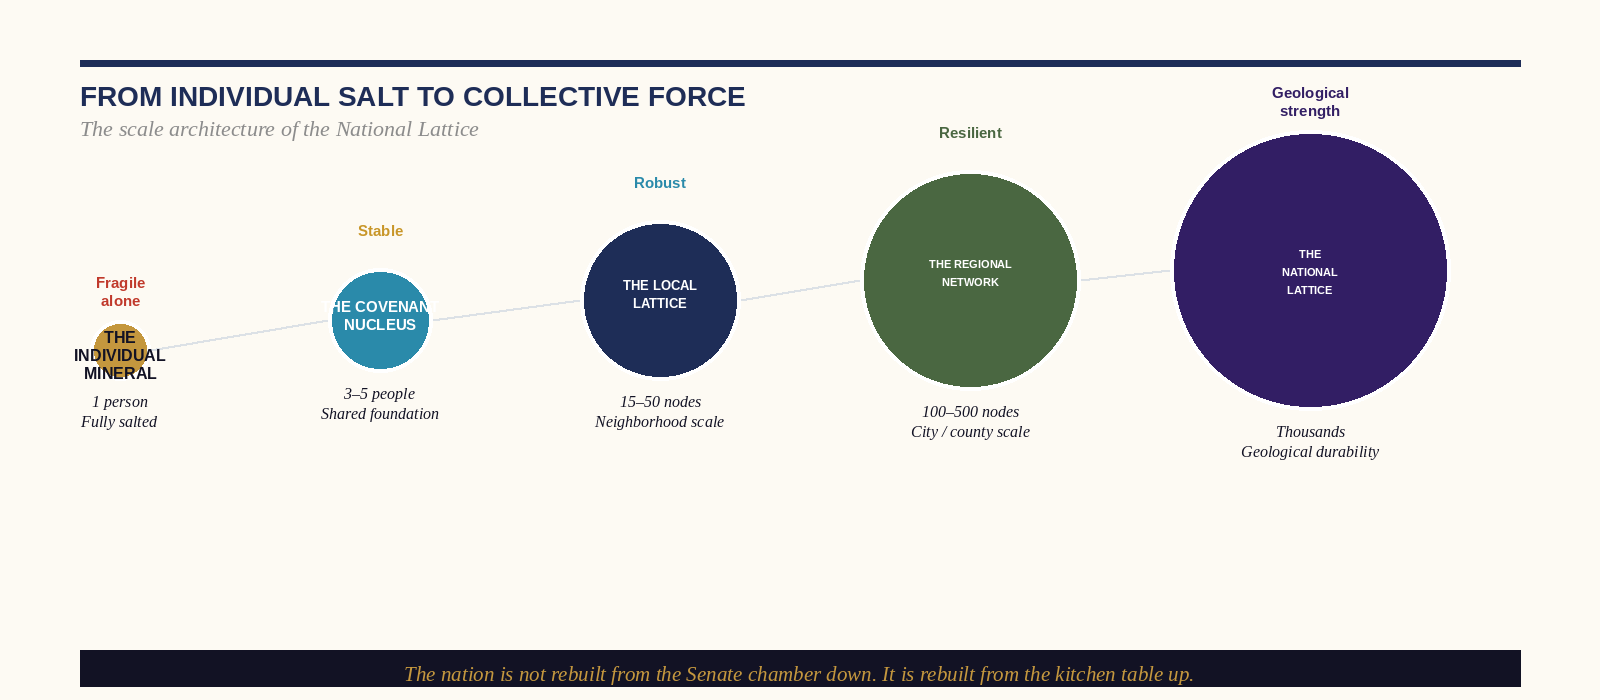 FROM INDIVIDUAL SALT TO COLLECTIVE FORCE
The scale architecture of the National Lattice
Fragile
alone
THE
INDIVIDUAL
MINERAL
1 person
Fully salted
Stable
THE COVENANT
NUCLEUS
3–5 people
Shared foundation
Robust
THE LOCAL
LATTICE
15–50 nodes
Neighborhood scale
Resilient
THE REGIONAL
NETWORK
100–500 nodes
City / county scale
Geological
strength
THE
NATIONAL
LATTICE
Thousands
Geological durability
The nation is not rebuilt from the Senate chamber down. It is rebuilt from the kitchen table up.